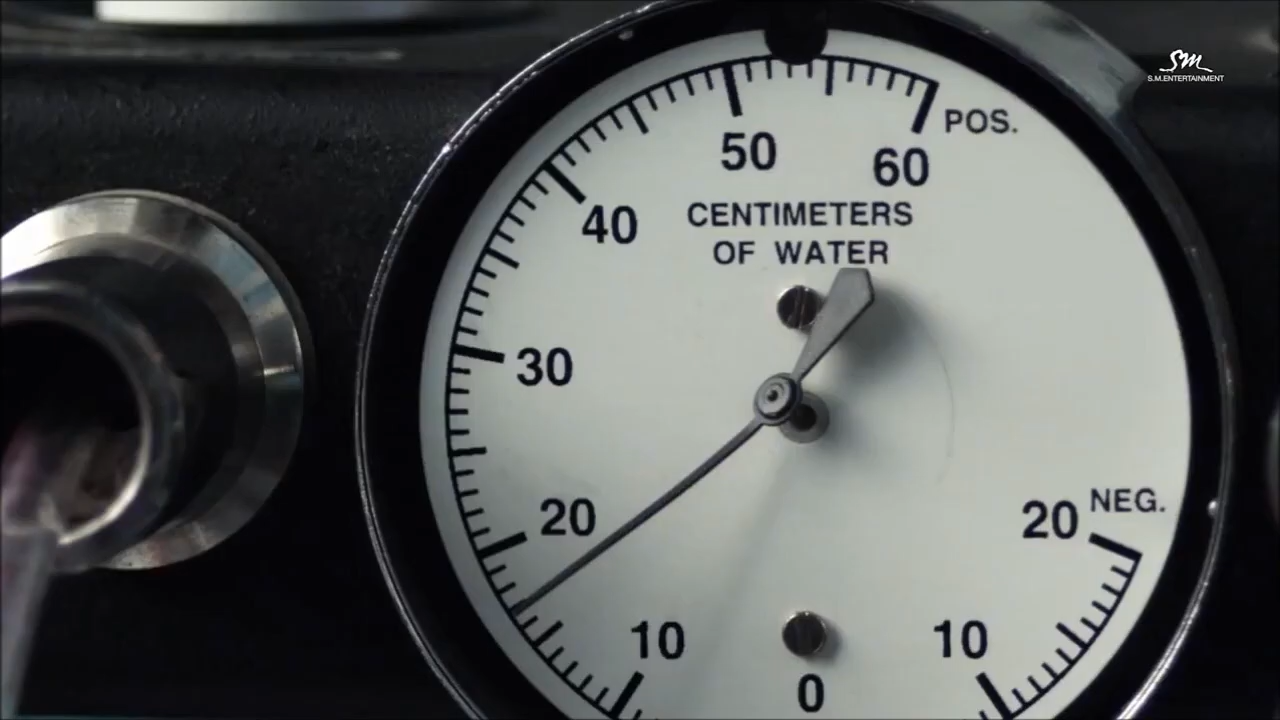 SM
S.M.ENTERTAINMENT
50
60
POS.
40
CENTIMETERS
OF WATER
30
20
20 NEG.
10
10
0